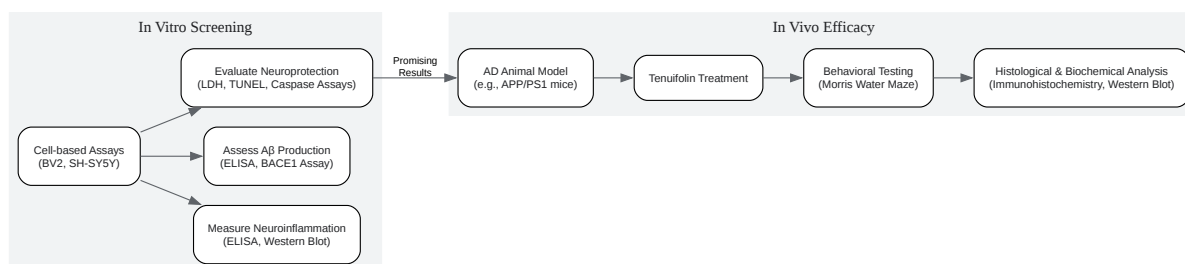 In Vitro Screening
In Vivo Efficacy
Evaluate Neuroprotection
(LDH, TUNEL, Caspase Assays)
Promising
Results
AD Animal Model
(e.g., APP/PS1 mice)
Tenuifolin Treatment
Behavioral Testing
(Morris Water Maze)
Histological & Biochemical Analysis
(Immunohistochemistry, Western Blot)
Cell-based Assays
(BV2, SH-SY5Y)
Assess Aβ Production
(ELISA, BACE1 Assay)
Measure Neuroinflammation
(ELISA, Western Blot)